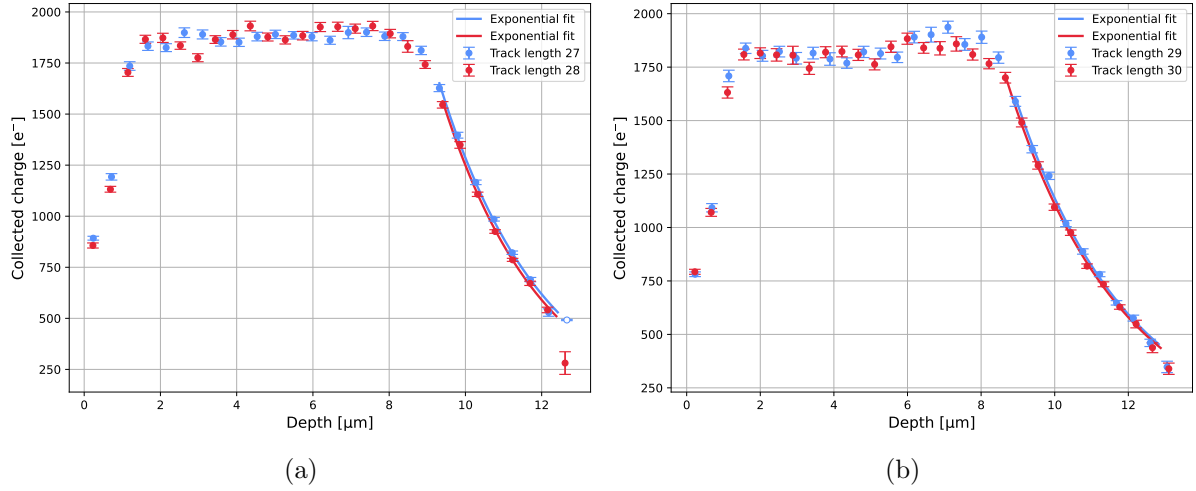 2000
1750
1500
1250
1000
750
500
250
0
2
4
6
8
10
12
Collected charge [e⁻]
Depth [µm]
Exponential fit
Exponential fit
Track length 27
Track length 28
(a)
2000
1750
1500
1250
1000
750
500
250
0
2
4
6
8
10
12
Collected charge [e⁻]
Depth [µm]
Exponential fit
Exponential fit
Track length 29
Track length 30
(b)